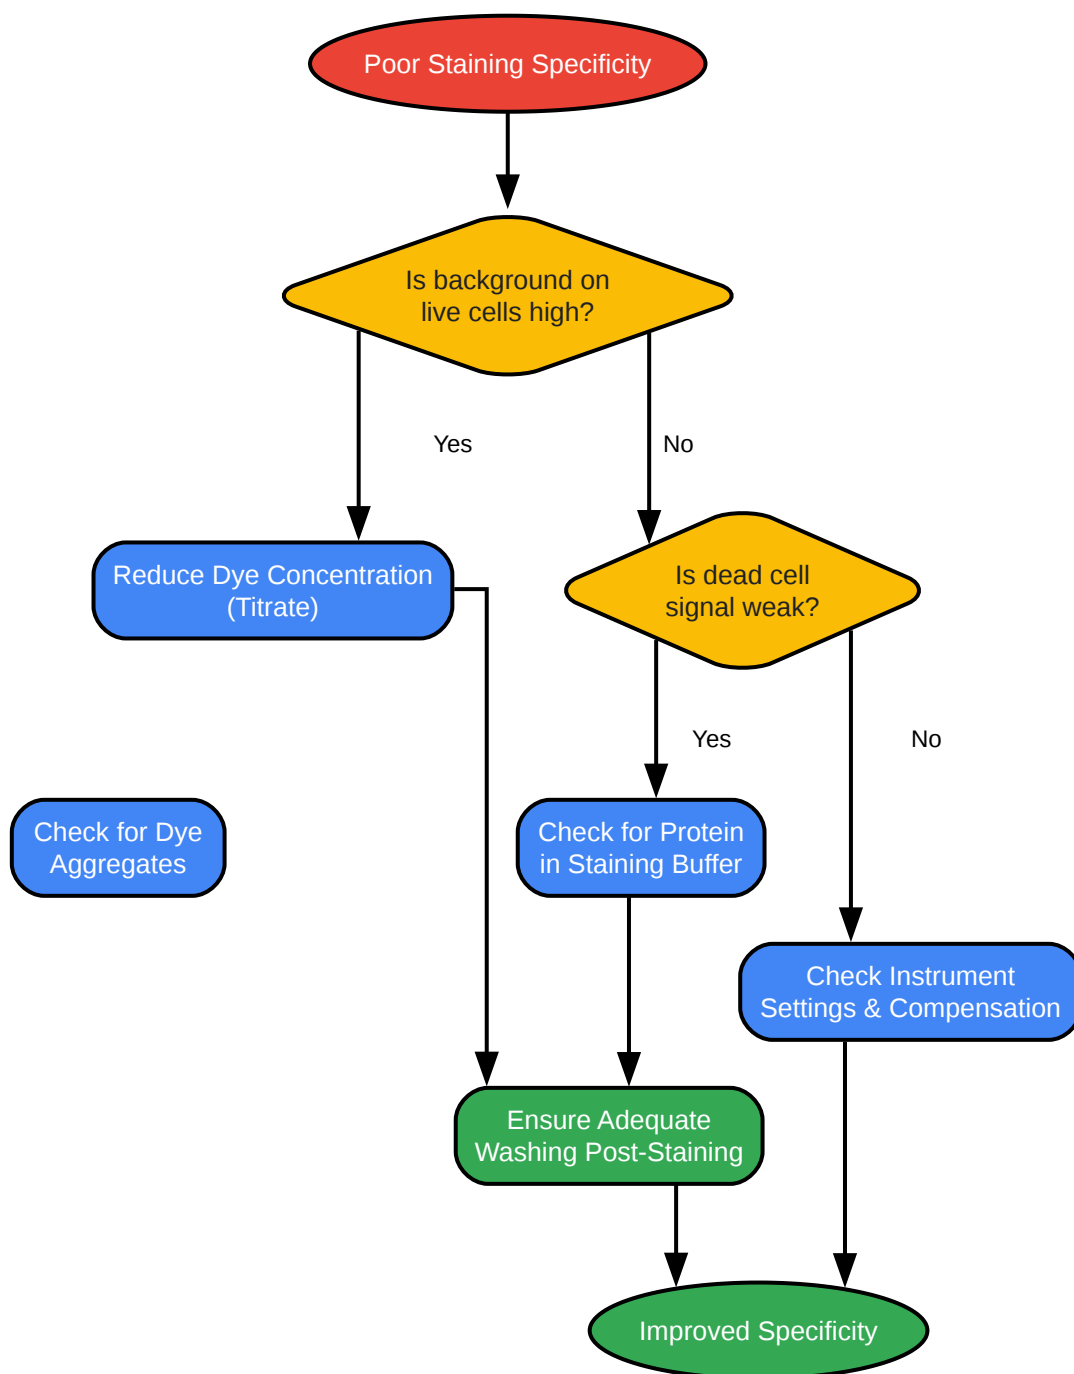 Poor Staining Specificity
Is background on
live cells high?
Yes
No
Reduce Dye Concentration
(Titrate)
Is dead cell
signal weak?
Yes
No
Check for Dye
Aggregates
Check for Protein
in Staining Buffer
Check Instrument
Settings & Compensation
Ensure Adequate
Washing Post-Staining
Improved Specificity